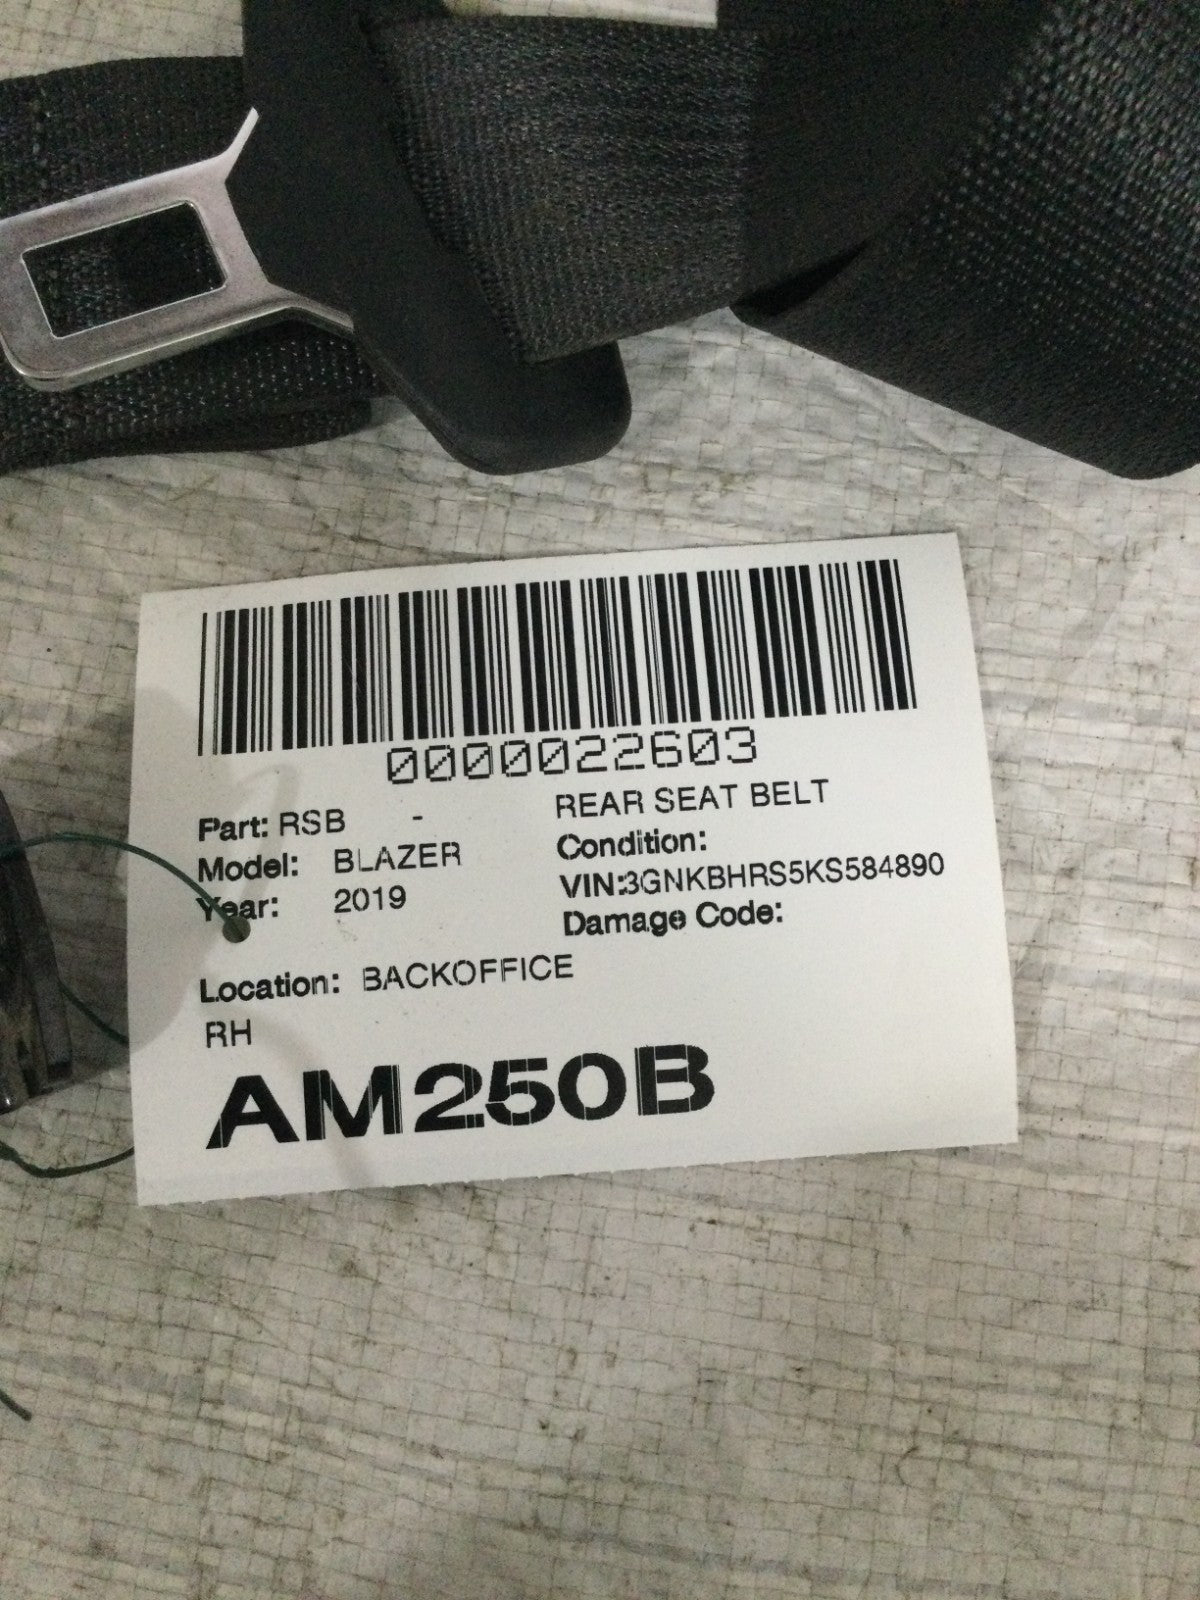 0000022603
Part: RSB - REAR SEAT BELT
Model: BLAZER Condition:
Year: 2019 VIN:3GNKBHRS5KS584890
Damage Code:
Location: BACKOFFICE
RH
AM250B